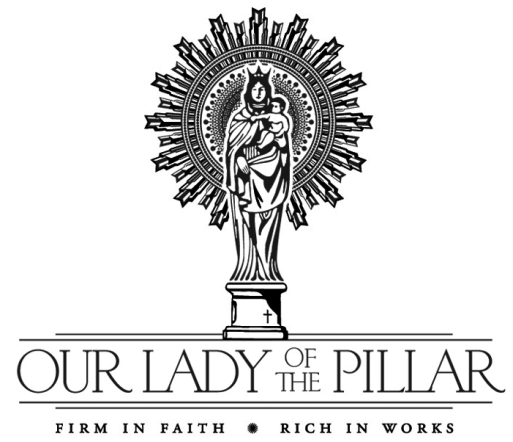 OUR LADY OF THE PILLAR
FIRM IN FAITH ✹ RICH IN WORKS